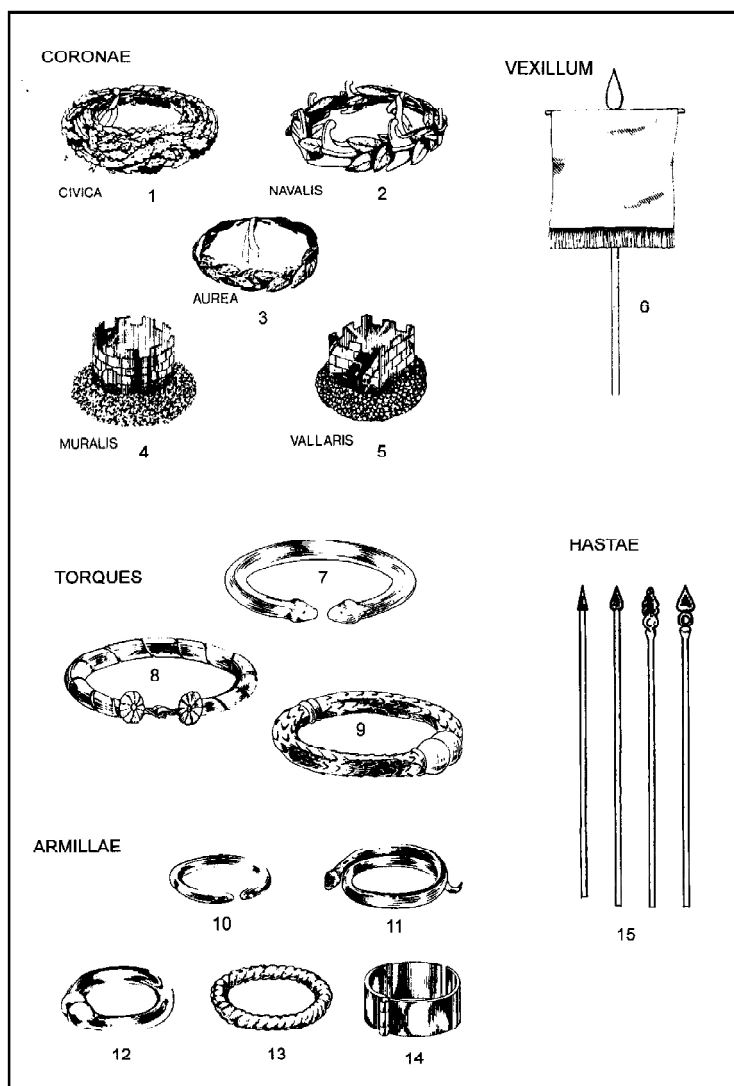 CORONAE
VEXILLUM
CIVICA 1
NAVALIS 2
AUREA
3
6
MURALIS 4
VALLARIS 5
HASTAE
TORQUES
7
8
9
ARMILLAE
10
11
15
12
13
14